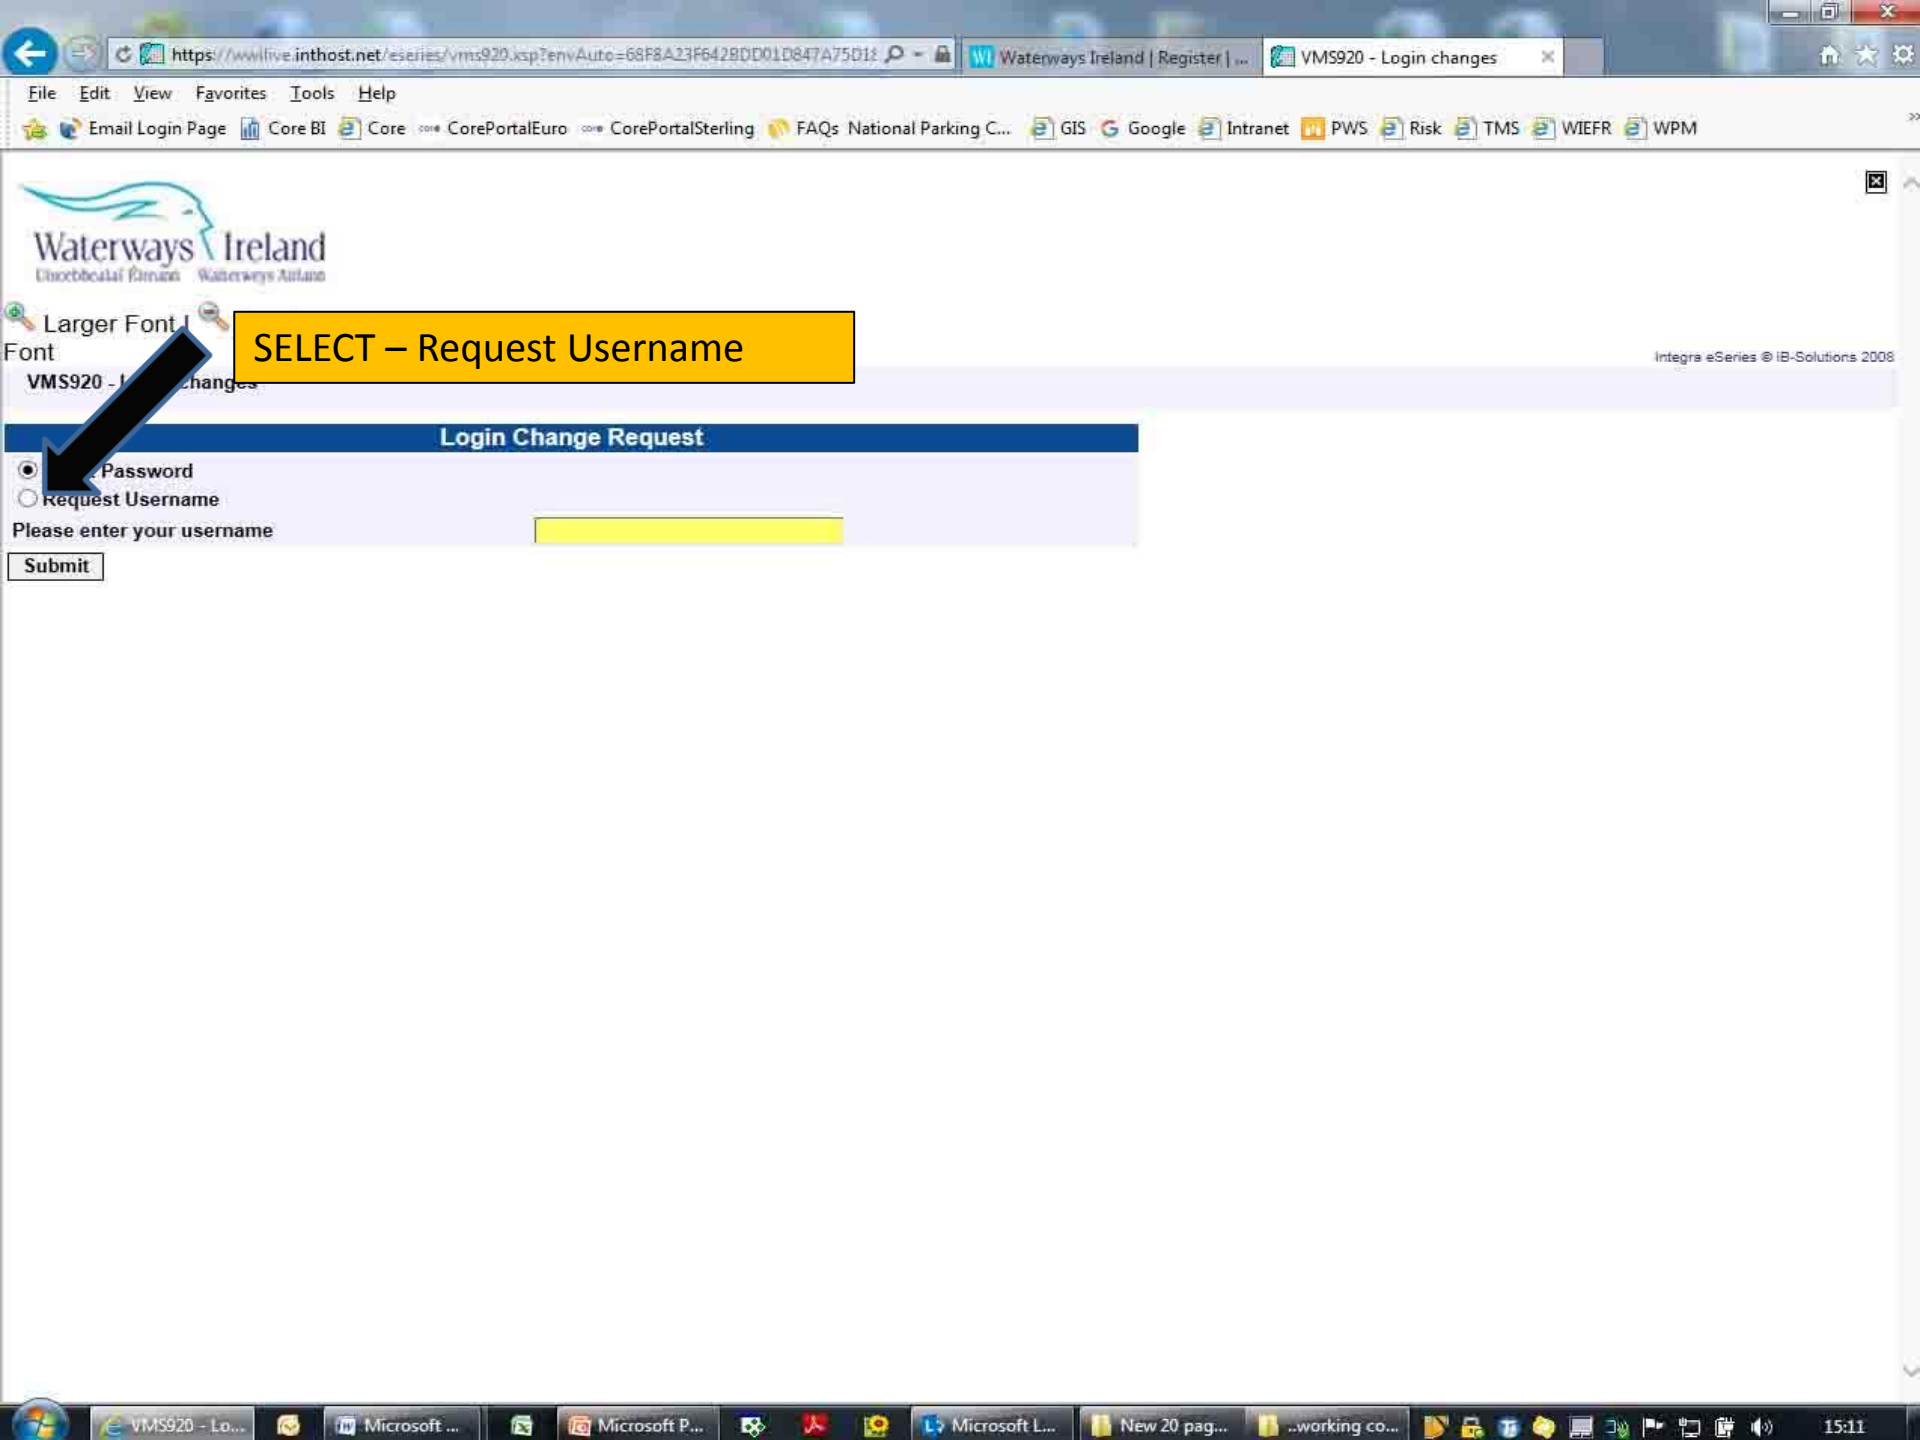 https://wwilive.inthost.net/eseries/vms920.xsp?envAuto=68F8A23F642BDD01D847A75D18
Waterways Ireland | Register | ...
VMS920 - Login changes
File Edit View Favorites Tools Help
Email Login Page Core BI Core CorePortalEuro CorePortalSterling FAQs National Parking C... GIS Google Intranet PWS Risk TMS WIEFR WPM
Waterways Ireland
Larger Font
Font
SELECT – Request Username
Integra eSeries © iB-Solutions 2008
VMS920 - changes
Login Change Request
Password
Request Username
Please enter your username
Submit
VMS920 - Lo... Microsoft ... Microsoft P... Microsoft L... New 20 pag... ..working co... 15:11